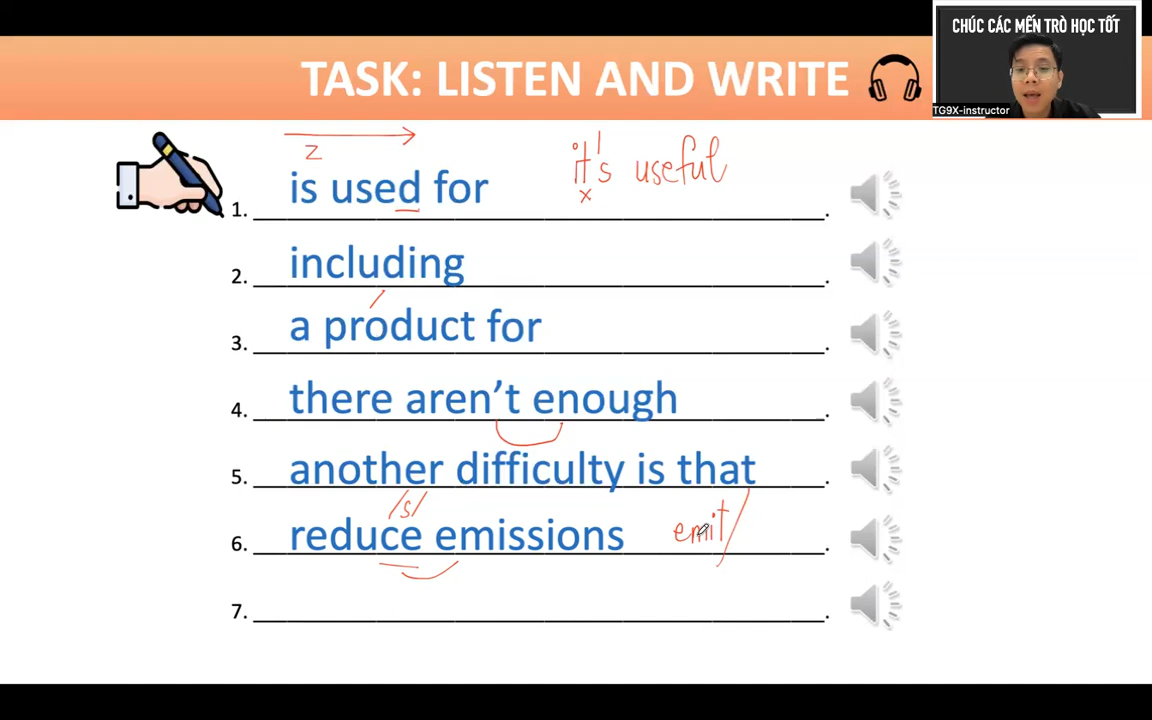 CHÚC CÁC MẾN TRÒ HỌC TỐT
TG9X-instructor
TASK: LISTEN AND WRITE
z
it's useful
x
1. is used for.
2. including.
3. a product for.
4. there aren't enough.
5. another difficulty is that.
/s/
6. reduce emissions emit/.
7. .